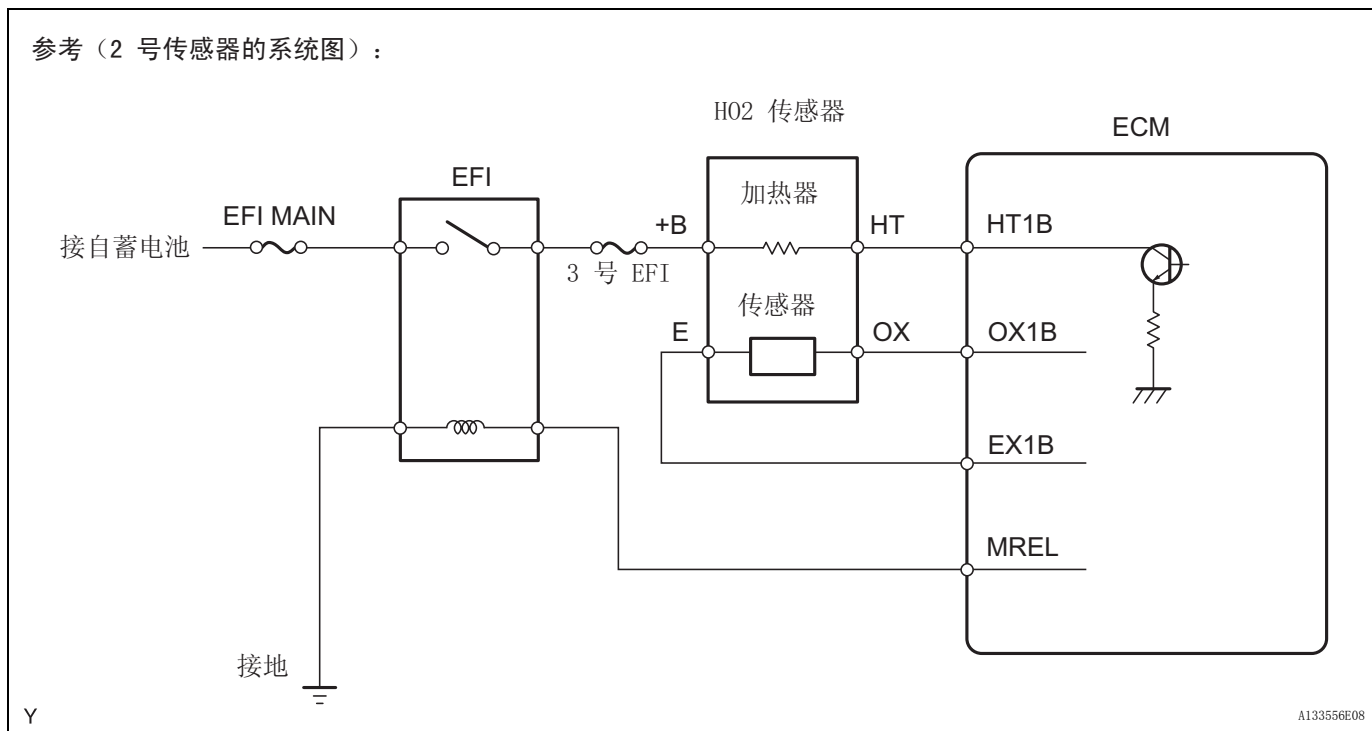 参考（2 号传感器的系统图）：
HO2 传感器
ECM
EFI
加热器
EFI MAIN
+B
HT
HT1B
接自蓄电池
3 号 EFI
传感器
E
OX
OX1B
EX1B
MREL
接地
Y
A133556E08